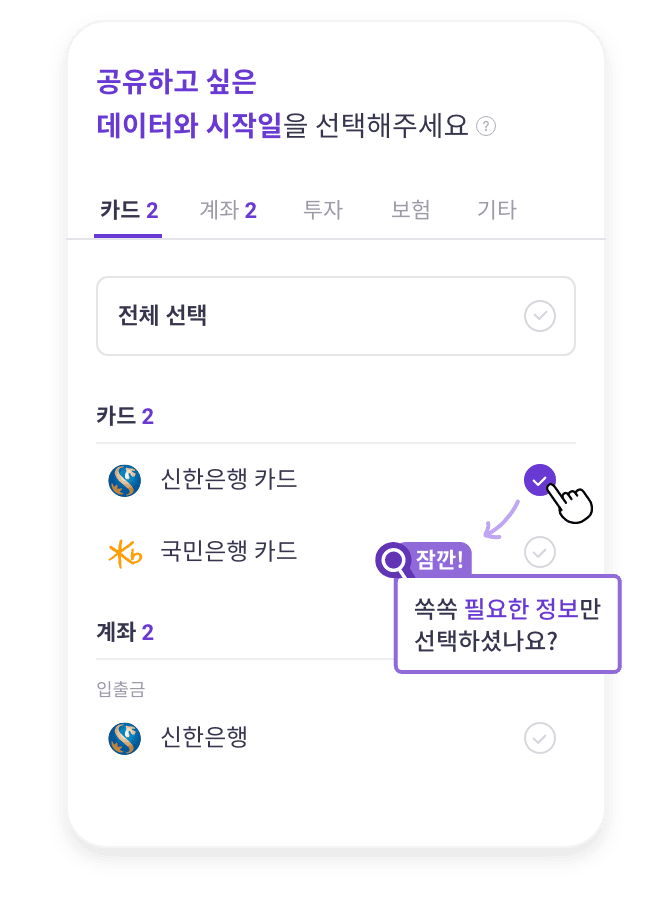 공유하고 싶은
데이터와 시작일을 선택해주세요 ?
카드 2 계좌 2 투자 보험 기타
전체 선택
카드 2
신한은행 카드
국민은행 카드
잠깐!
쏙쏙 필요한 정보만
선택하셨나요?
계좌 2
입출금
신한은행